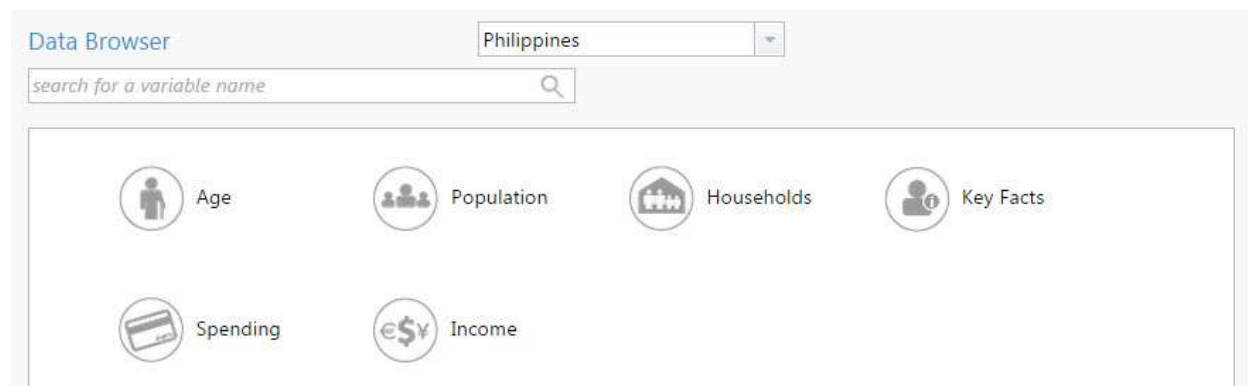 Data Browser
Philippines
search for a variable name
Age
Population
Households
Key Facts
Spending
€$¥ Income